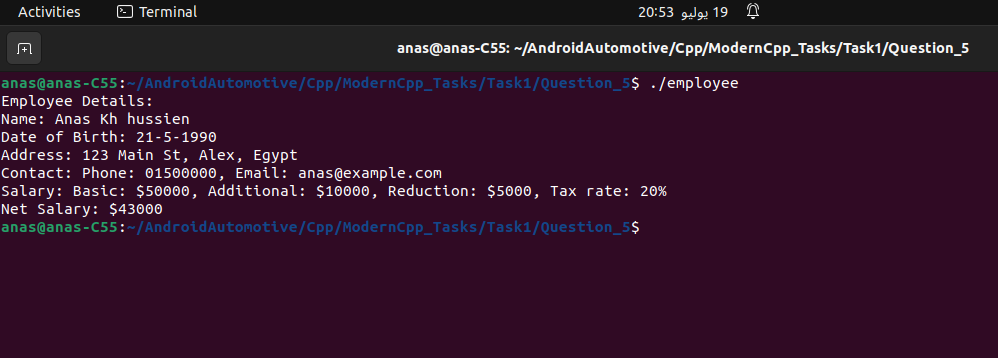 Activities Terminal 19 يوليو 20:53
anas@anas-C55: ~/AndroidAutomotive/Cpp/ModernCpp_Tasks/Task1/Question_5
anas@anas-C55:~/AndroidAutomotive/Cpp/ModernCpp_Tasks/Task1/Question_5$ ./employee
Employee Details:
Name: Anas Kh hussien
Date of Birth: 21-5-1990
Address: 123 Main St, Alex, Egypt
Contact: Phone: 01500000, Email: anas@example.com
Salary: Basic: $50000, Additional: $10000, Reduction: $5000, Tax rate: 20%
Net Salary: $43000
anas@anas-C55:~/AndroidAutomotive/Cpp/ModernCpp_Tasks/Task1/Question_5$